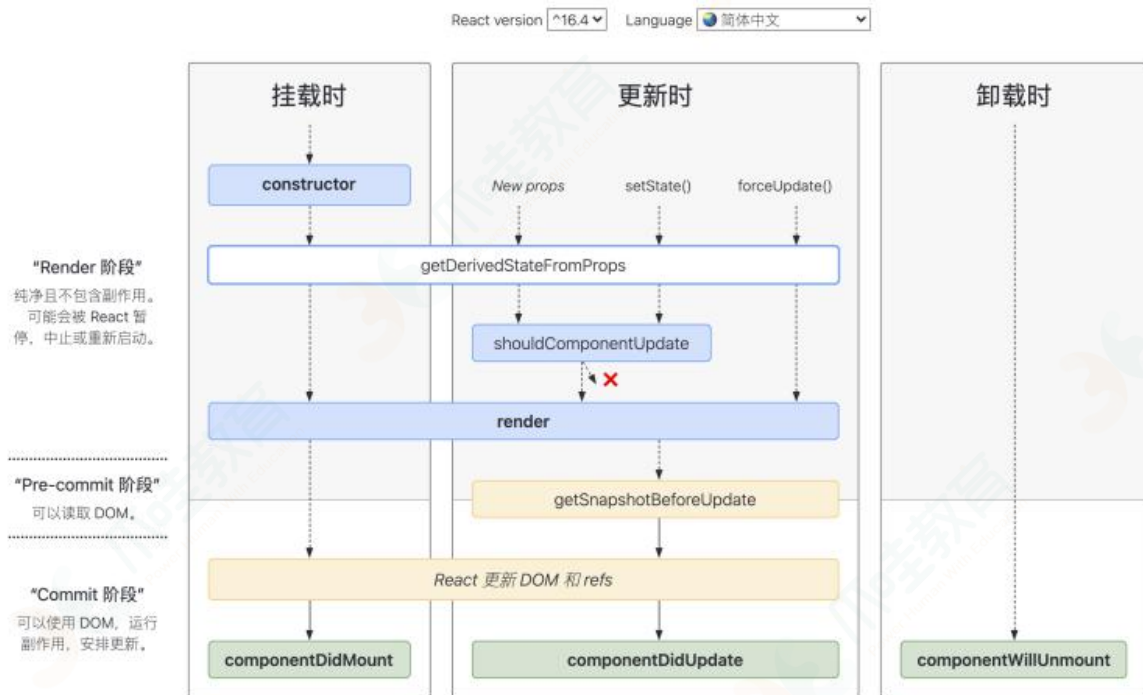 React version ^16.4 Language 简体中文
挂载时 更新时 卸载时
constructor
New props setState() forceUpdate()
getDerivedStateFromProps
“Render 阶段”
纯净且不包含副作用。
可能会被 React 暂
停，中止或重新启动。
shouldComponentUpdate
render
“Pre-commit 阶段”
可以读取 DOM。
getSnapshotBeforeUpdate
React 更新 DOM 和 refs
“Commit 阶段”
可以使用 DOM，运行
副作用，安排更新。
componentDidMount componentDidUpdate componentWillUnmount